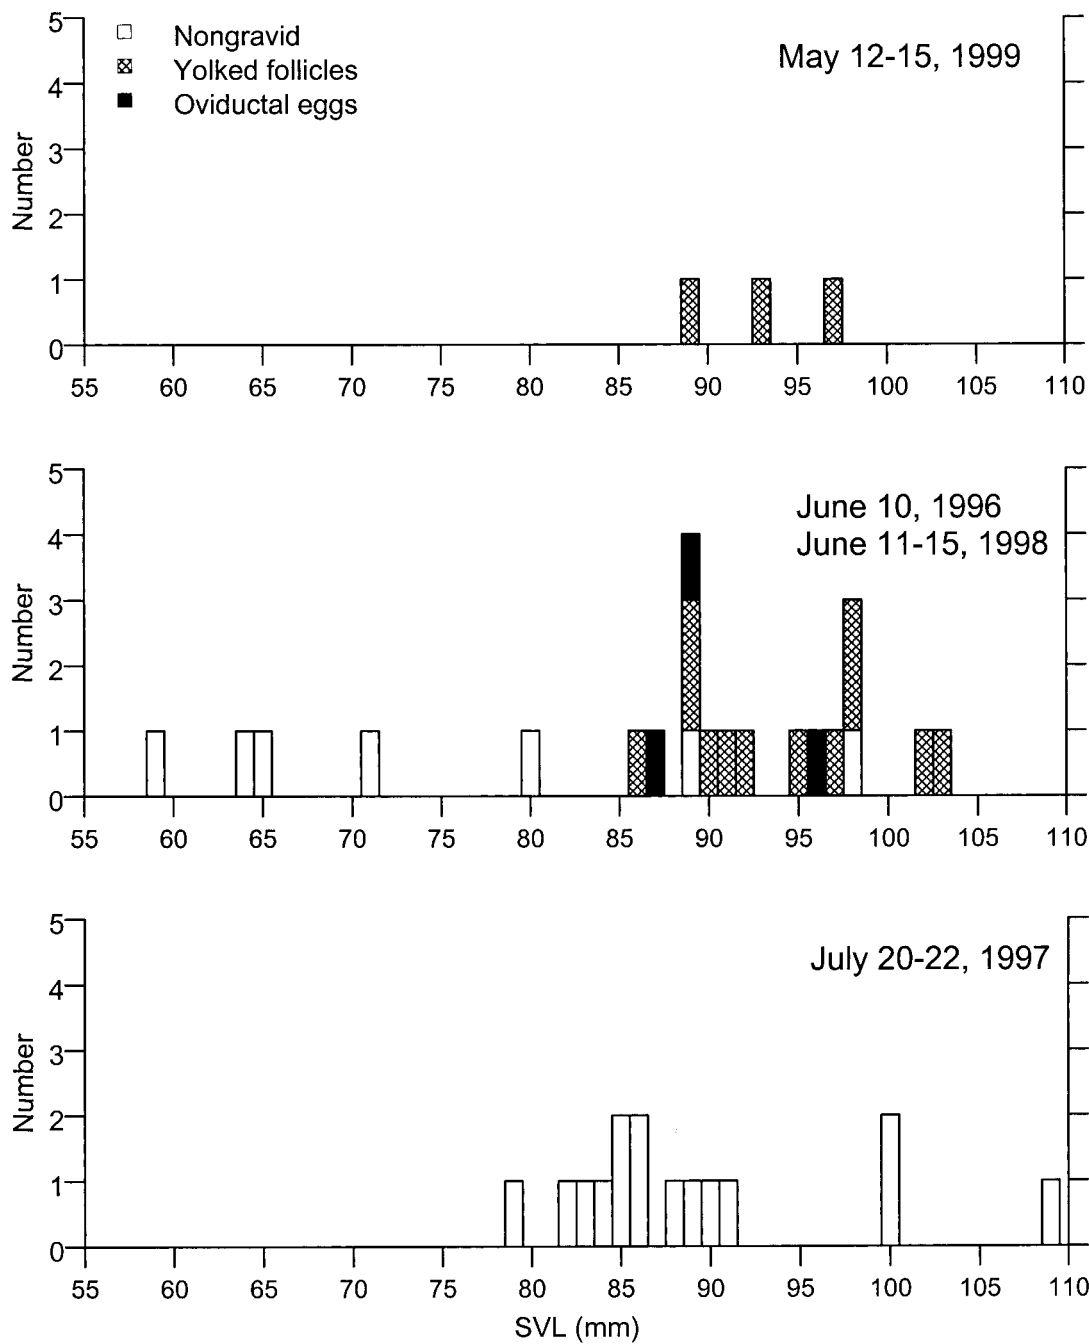 5
4
3
2
1
0
Number
Nongravid
Yolked follicles
Oviductal eggs
May 12-15, 1999
55 60 65 70 75 80 85 90 95 100 105 110
5
4
3
2
1
0
Number
June 10, 1996
June 11-15, 1998
55 60 65 70 75 80 85 90 95 100 105 110
5
4
3
2
1
0
Number
July 20-22, 1997
55 60 65 70 75 80 85 90 95 100 105 110
SVL (mm)